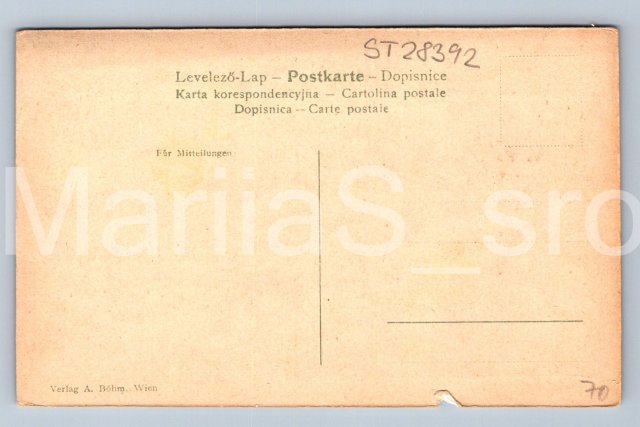 ST28392
Levelező-Lap – Postkarte – Dopisnice
Karta korespondencyjna – Cartolina postale
Dopisnica – Carte postale
Für Mitteilungen
MariiaS_sro
Verlag A. Böhm, Wien
70